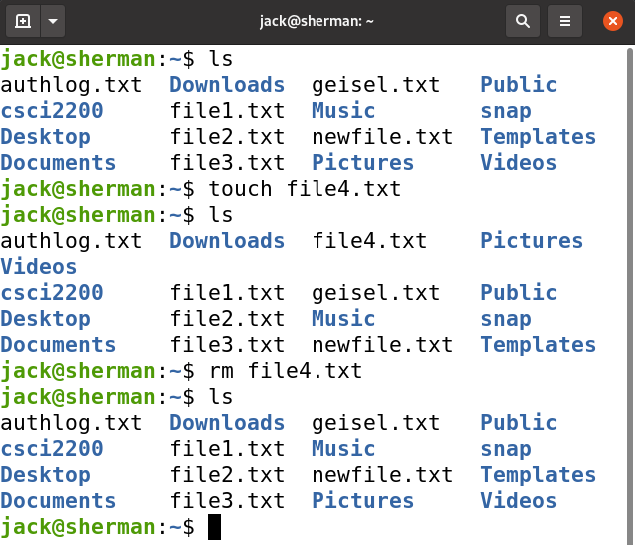 jack@sherman: ~
jack@sherman:~$ ls
authlog.txt  Downloads  geisel.txt   Public
csci2200     file1.txt  Music        snap
Desktop      file2.txt  newfile.txt  Templates
Documents    file3.txt  Pictures     Videos
jack@sherman:~$ touch file4.txt
jack@sherman:~$ ls
authlog.txt  Downloads  file4.txt    Pictures
Videos
csci2200     file1.txt  geisel.txt   Public
Desktop      file2.txt  Music        snap
Documents    file3.txt  newfile.txt  Templates
jack@sherman:~$ rm file4.txt
jack@sherman:~$ ls
authlog.txt  Downloads  geisel.txt   Public
csci2200     file1.txt  Music        snap
Desktop      file2.txt  newfile.txt  Templates
Documents    file3.txt  Pictures     Videos
jack@sherman:~$